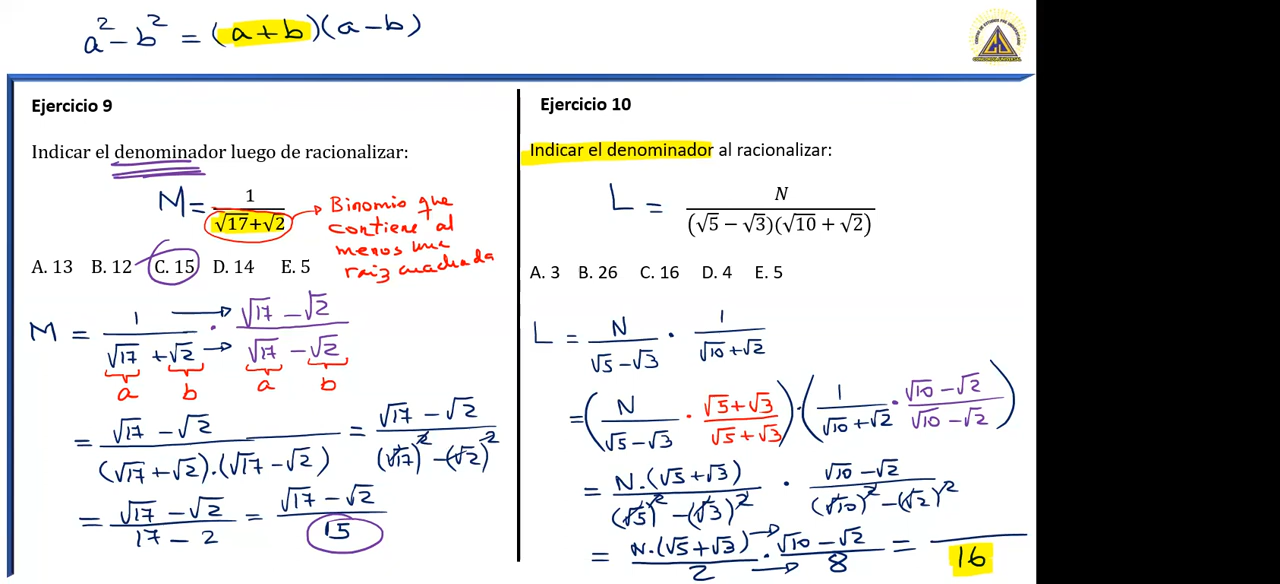 a² − b² = (a + b)(a − b)
Ejercicio 9
Indicar el denominador luego de racionalizar:
M = 1 / (√17+√2)
Binomio que
contiene al
menos una
raiz cuadrada
A. 13 B. 12 C. 15 D. 14 E. 5
M = 1 / (√17 + √2) · (√17 − √2) / (√17 − √2)
a b a b
= (√17 − √2) / ((√17 + √2).(√17 − √2)) = (√17 − √2) / ((√17)² − (√2)²)
= (√17 − √2) / (17 − 2) = (√17 − √2) / 15
Ejercicio 10
Indicar el denominador al racionalizar:
L = N / ((√5 − √3)(√10 + √2))
A. 3 B. 26 C. 16 D. 4 E. 5
L = N / (√5 − √3) · 1 / (√10 + √2)
= (N / (√5 − √3) · (√5 + √3) / (√5 + √3)) · (1 / (√10 + √2) · (√10 − √2) / (√10 − √2))
= N.(√5 + √3) / ((√5)² − (√3)²) · (√10 − √2) / ((√10)² − (√2)²)
= N.(√5 + √3) / 2 · (√10 − √2) / 8 = / 16